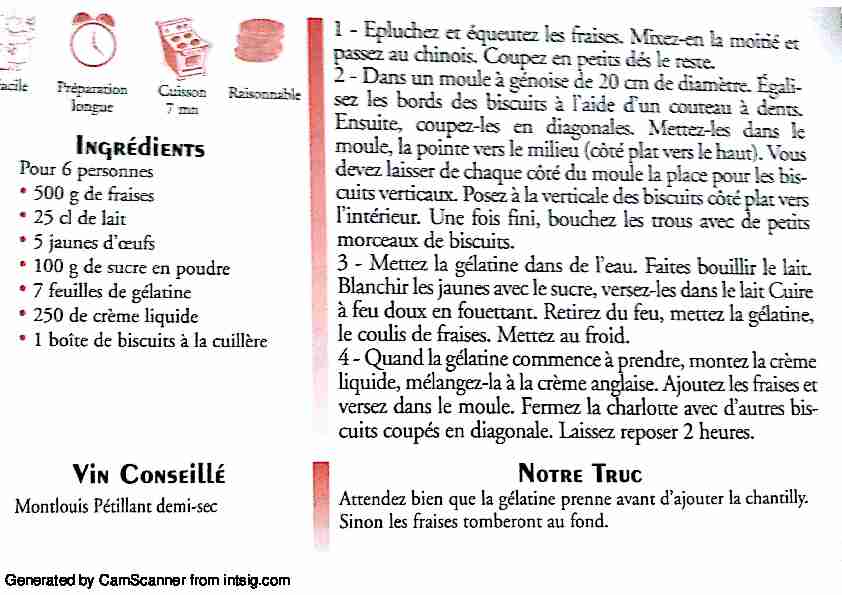 Facile
Préparation
longue
Cuisson
7 mn
Raisonnable
Ingrédients
Pour 6 personnes
• 500 g de fraises
• 25 cl de lait
• 5 jaunes d'œufs
• 100 g de sucre en poudre
• 7 feuilles de gélatine
• 250 de crème liquide
• 1 boîte de biscuits à la cuillère
Vin Conseillé
Montlouis Pétillant demi-sec
1 - Epluchez et équeutez les fraises. Mixez-en la moitié et
passez au chinois. Coupez en petits dés le reste.
2 - Dans un moule à génoise de 20 cm de diamètre. Égali-
sez les bords des biscuits à l'aide d'un couteau à dents.
Ensuite, coupez-les en diagonales. Mettez-les dans le
moule, la pointe vers le milieu (côté plat vers le haut). Vous
devez laisser de chaque côté du moule la place pour les bis-
cuits verticaux. Posez à la verticale des biscuits côté plat vers
l'intérieur. Une fois fini, bouchez les trous avec de petits
morceaux de biscuits.
3 - Mettez la gélatine dans de l'eau. Faites bouillir le lait.
Blanchir les jaunes avec le sucre, versez-les dans le lait Cuire
à feu doux en fouettant. Retirez du feu, mettez la gélatine,
le coulis de fraises. Mettez au froid.
4 - Quand la gélatine commence à prendre, montez la crème
liquide, mélangez-la à la crème anglaise. Ajoutez les fraises et
versez dans le moule. Fermez la charlotte avec d'autres bis-
cuits coupés en diagonale. Laissez reposer 2 heures.
Notre Truc
Attendez bien que la gélatine prenne avant d'ajouter la chantilly.
Sinon les fraises tomberont au fond.
Generated by CamScanner from intsig.com